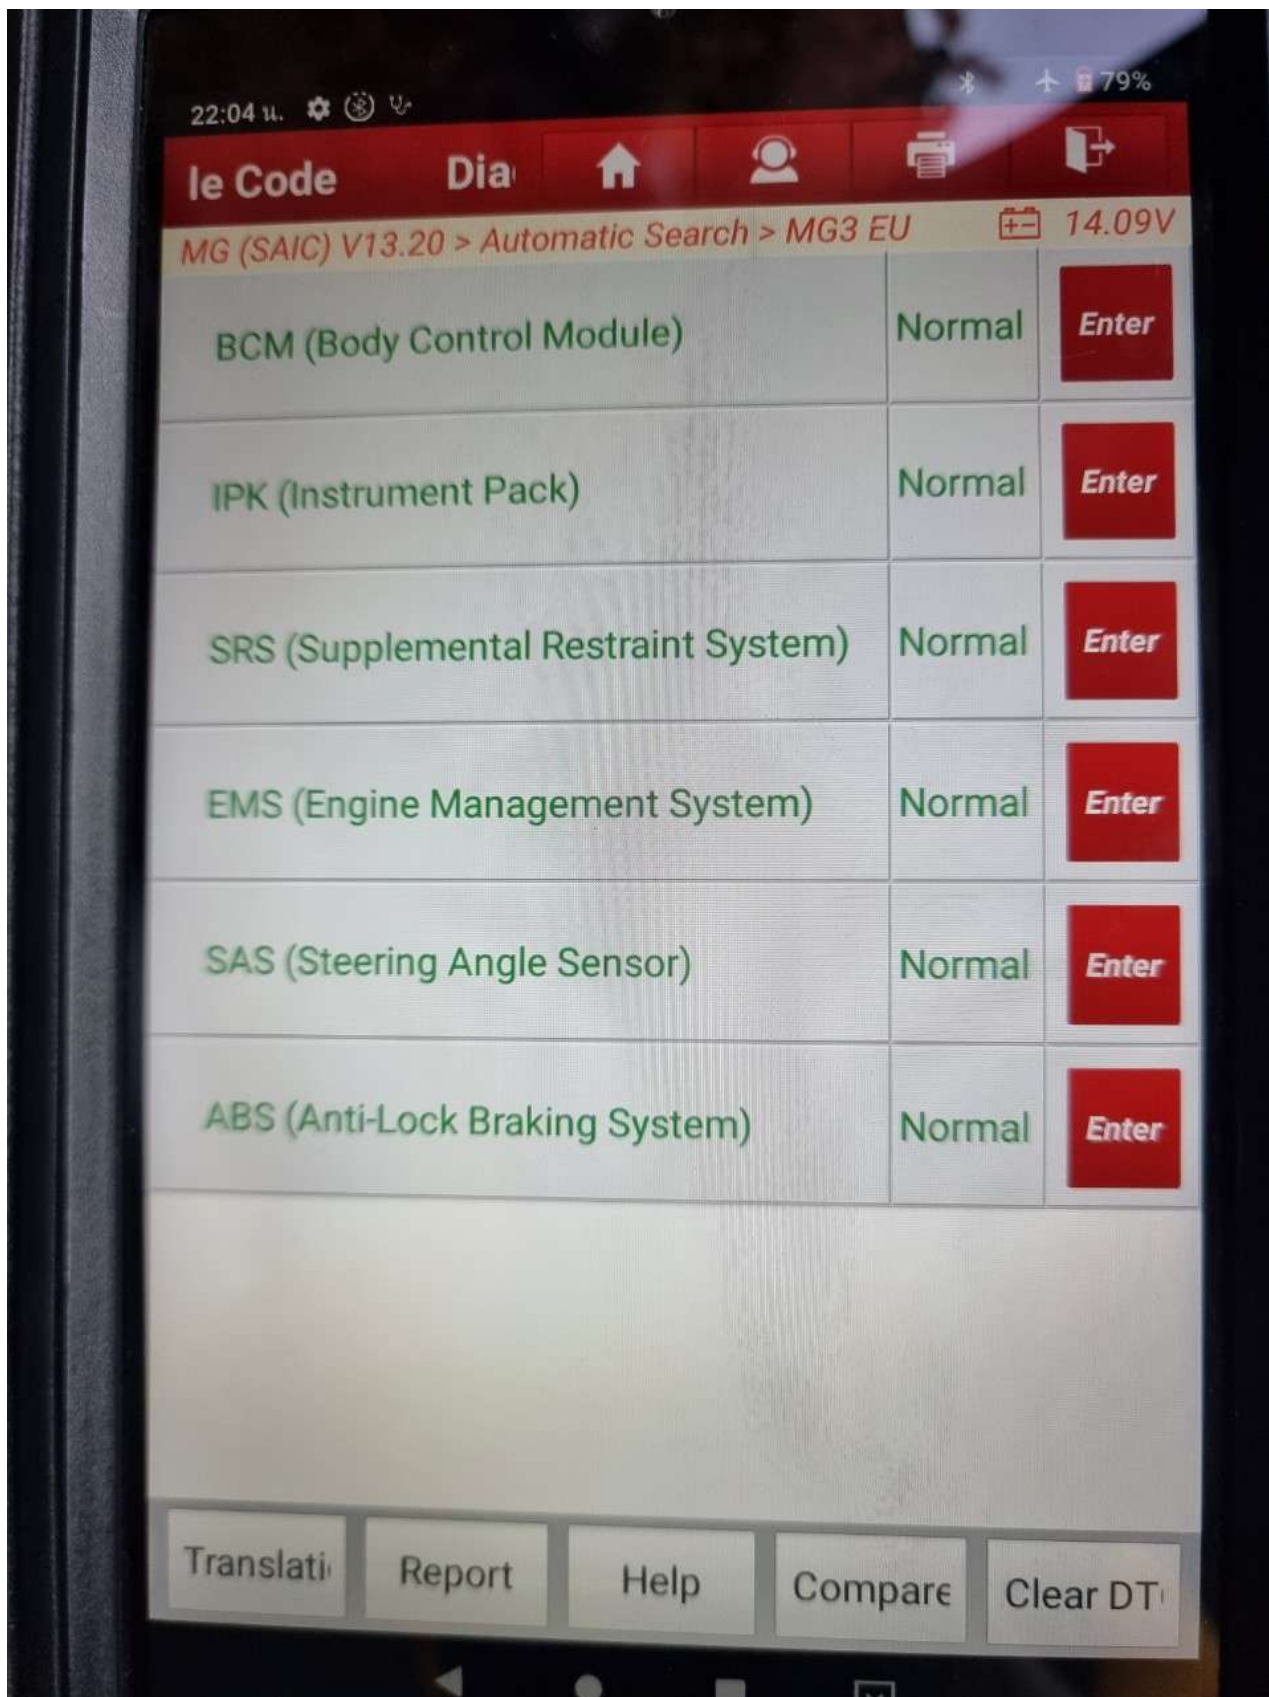 22:04 น.
79%
le Code Dia
MG (SAIC) V13.20 > Automatic Search > MG3 EU 14.09V
BCM (Body Control Module) Normal Enter
IPK (Instrument Pack) Normal Enter
SRS (Supplemental Restraint System) Normal Enter
EMS (Engine Management System) Normal Enter
SAS (Steering Angle Sensor) Normal Enter
ABS (Anti-Lock Braking System) Normal Enter
Translati Report Help Compare Clear DT